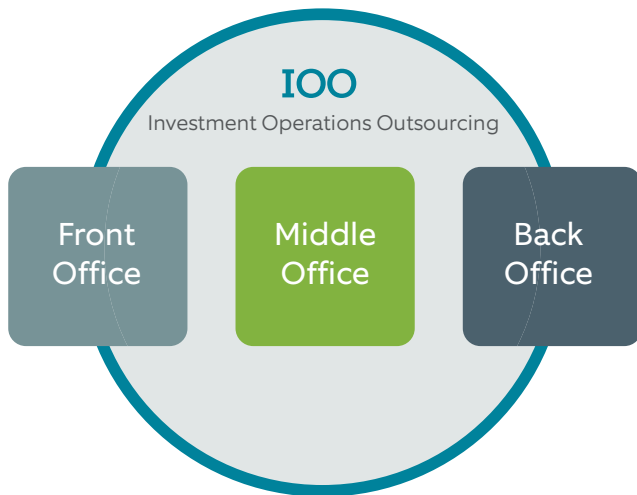 IOO
Investment Operations Outsourcing
Front
Office
Middle
Office
Back
Office